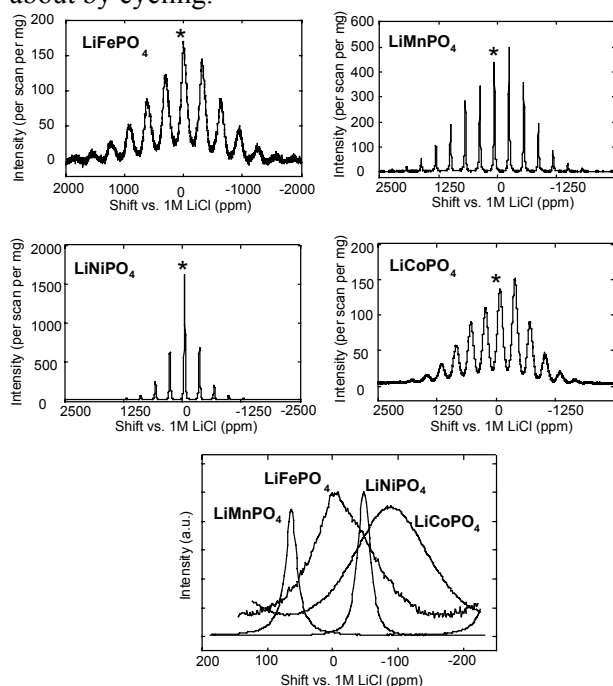 about by cycling.
Intensity (per scan per mg)
200
150
100
50
0
LiFePO4
*
2000 1000 0 -1000 -2000
Shift vs. 1M LiCl (ppm)
Intensity (per scan per mg)
600
500
400
300
200
100
0
LiMnPO4
*
2500 1250 0 -1250
Shift vs. 1M LiCl (ppm)
Intensity (per scan per mg)
2000
1500
1000
500
0
LiNiPO4
*
2500 1250 0 -1250 -2500
Shift vs. 1M LiCl (ppm)
Intensity (per scan per mg)
200
150
100
50
0
LiCoPO4
*
2500 1250 0 -1250
Shift vs. 1M LiCl (ppm)
Intensity (a.u.)
LiFePO4
LiMnPO4
LiNiPO4
LiCoPO4
200 100 0 -100 -200
Shift vs. 1M LiCl (ppm)